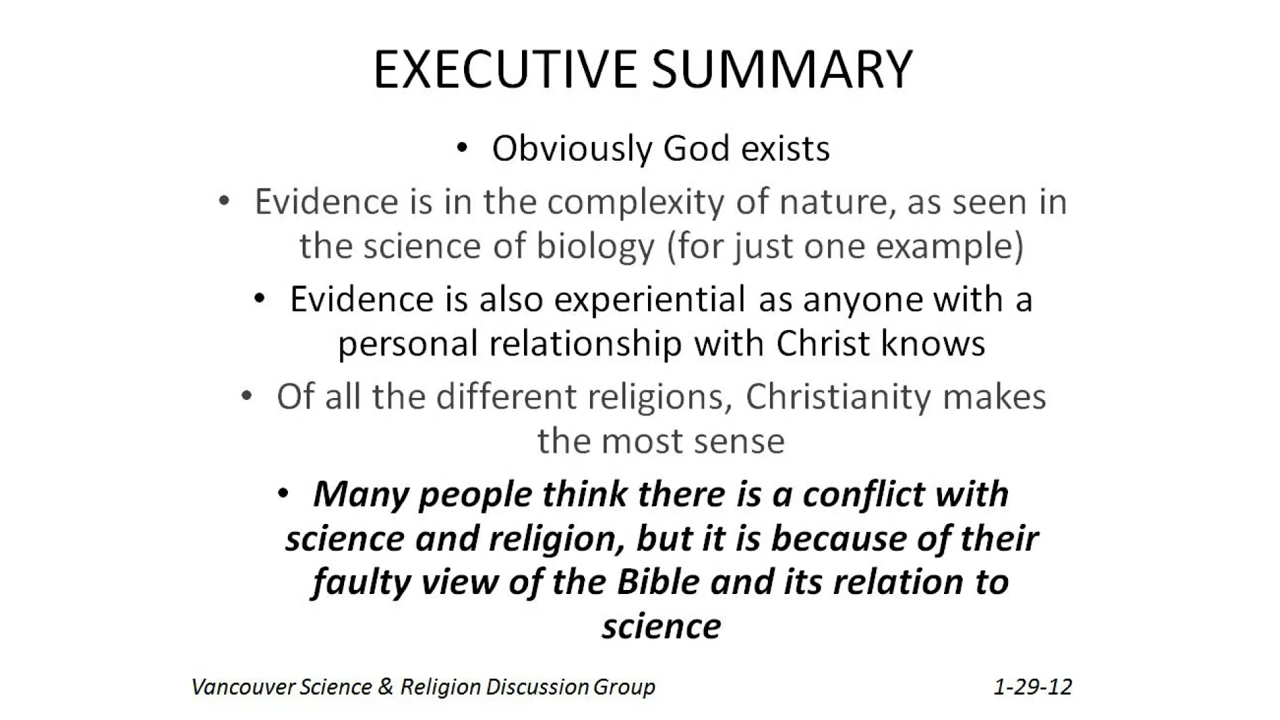 EXECUTIVE SUMMARY
• Obviously God exists
• Evidence is in the complexity of nature, as seen in
the science of biology (for just one example)
• Evidence is also experiential as anyone with a
personal relationship with Christ knows
• Of all the different religions, Christianity makes
the most sense
• Many people think there is a conflict with
science and religion, but it is because of their
faulty view of the Bible and its relation to
science
Vancouver Science & Religion Discussion Group 1-29-12